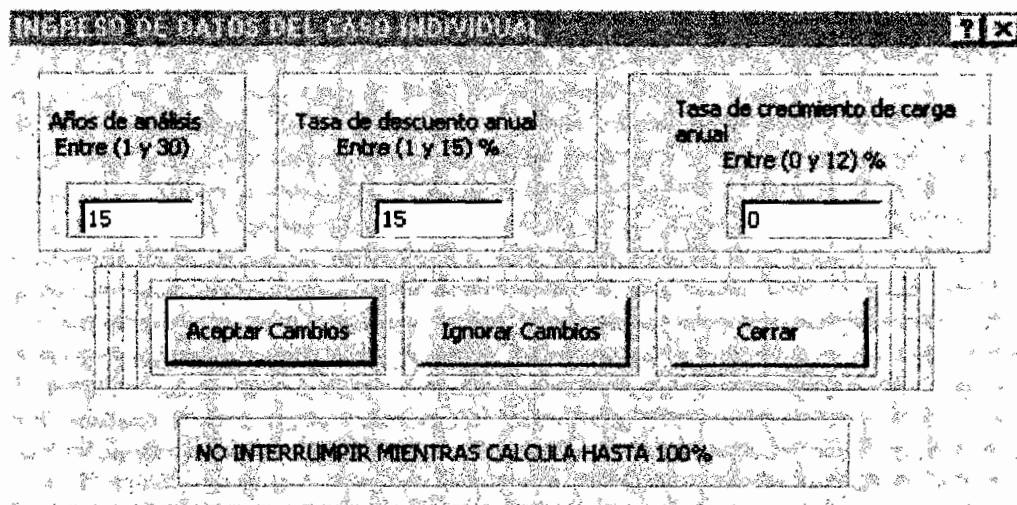 INGRESO DE DATOS DEL CASO INDIVIDUAL
Años de análisis
Entre (1 y 30)
15
Tasa de descuento anual
Entre (1 y 15) %
15
Tasa de crecimiento de carga
anual
Entre (0 y 12) %
0
Aceptar Cambios
Ignorar Cambios
Cerrar
NO INTERRUMPIR MIENTRAS CALCULA HASTA 100%